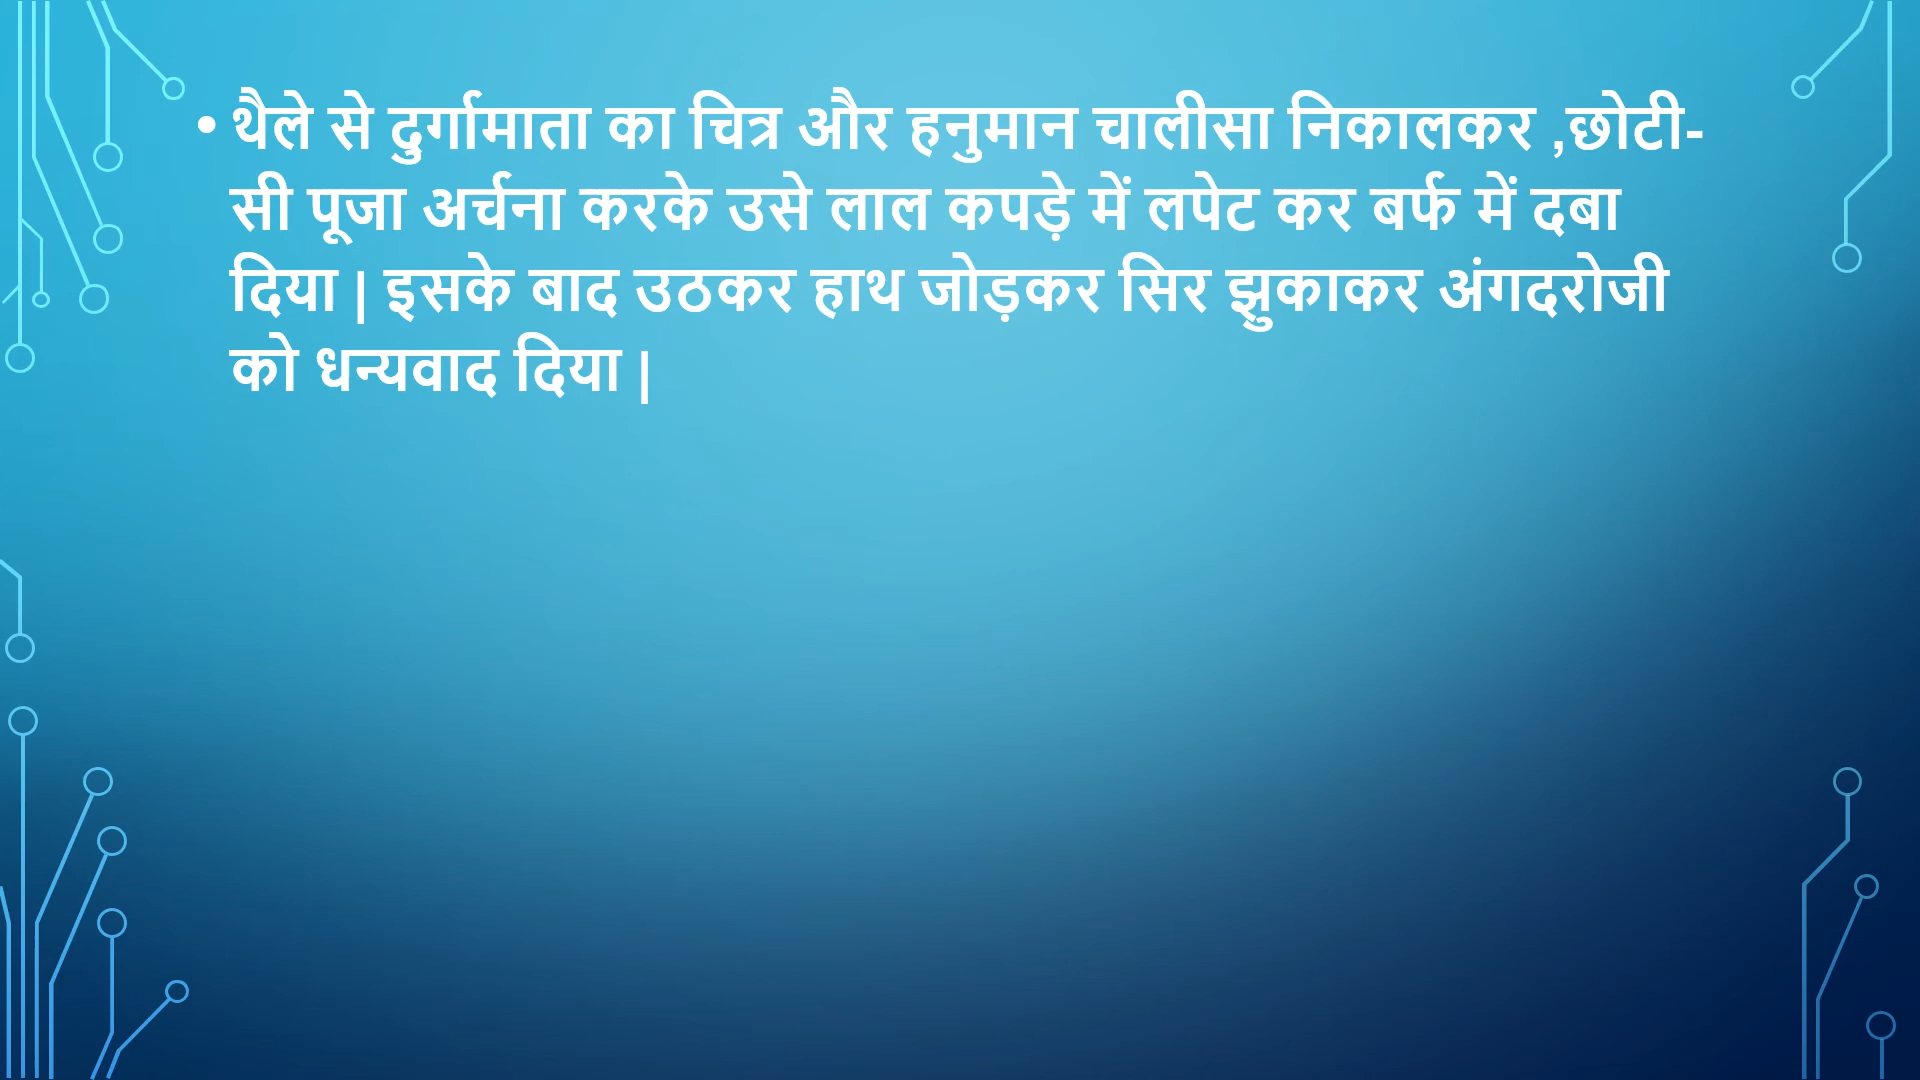 • थैले से दुर्गामाता का चित्र और हनुमान चालीसा निकालकर ,छोटी-
सी पूजा अर्चना करके उसे लाल कपड़े में लपेट कर बर्फ में दबा
दिया | इसके बाद उठकर हाथ जोड़कर सिर झुकाकर अंगदरोजी
को धन्यवाद दिया |